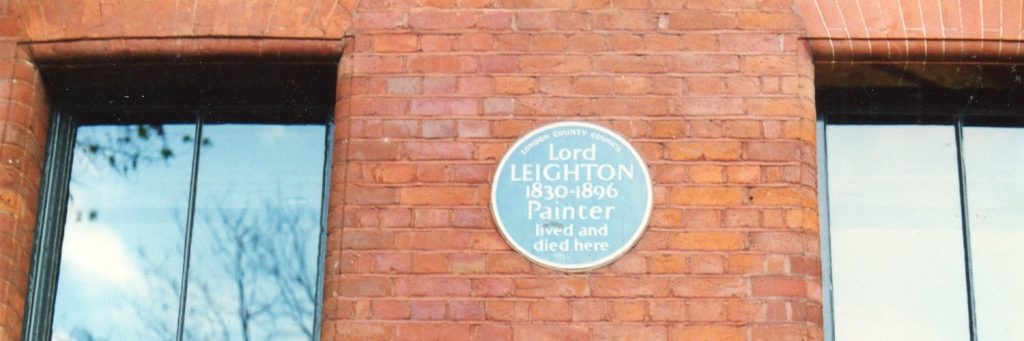 LONDON COUNTY COUNCIL
Lord
LEIGHTON
1830-1896
Painter
lived and
died here